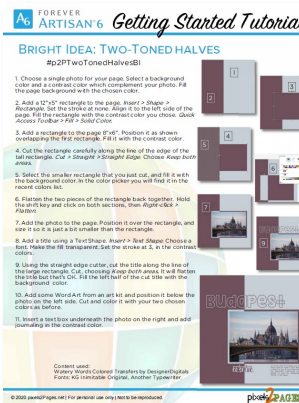 FOREVER
A6 ARTISAN® 6 Getting Started Tutoria
BRIGHT IDEA: TWO-TONED HALVES
#p2PTwoTonedHalvesBI
1. Choose a single photo for your page. Select a background
color and a contrast color which complement your photo. Fill
the page background with the chosen color.
2. Add a 12"x5" rectangle to the page. Insert > Shape >
Rectangle. Set the stroke at none. Align it to the left side of the
page. Fill the rectangle with the contrast color you chose. Quick
Access Toolbar > Fill > Solid Color.
3. Add a rectangle to the page 8"x6". Position it as shown
overlapping the first rectangle. Fill it with the contrast color.
4. Cut the rectangle carefully along the line of the edge of the
tall rectangle. Cut > Straight > Straight Edge. Choose Keep both
areas.
5. Select the smaller rectangle that you just cut, and fill it with
the background color. In the color picker you will find it in the
recent colors list.
6. Flatten the two pieces of the rectangle back together. Hold
the shift key and click on both sections, then Right-click >
Flatten.
7. Add the photo to the page. Position it over the rectangle, and
size it so it is just a bit smaller than the rectangle.
8. Add a title using a Text Shape. Insert > Text Shape. Choose a
font. Make the fill transparent. Set the stroke at 3, in the contrast
colors.
9. Using the straight edge cutter, cut the title along the line of
the large rectangle. Cut, choosing Keep both areas. It will flatten
the title but that's OK. Fill the left half of the cut title with the
background color.
10. Add some Word Art from an art kit and position it below the
photo on the left side. Cut and color it with your two chosen
colors as before.
11. Insert a text box underneath the photo on the right and add
journaling in the contrast color.
1
2
3
4
5
6
7
9
Budapest
Content used:
Watery Words Colored Transfers by DesignerDigitals
Fonts: KG Inimitable Original, Another Typewriter
© 2020 pixels2Pages.net | For personal use only | Not to be reproduced.
pixels2PAGES